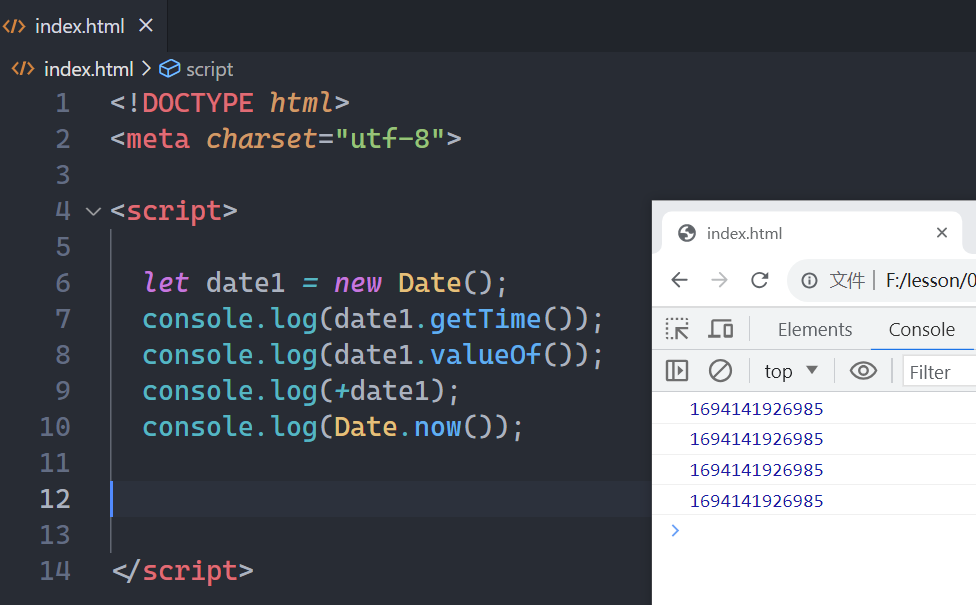 index.html
index.html > script
1 <!DOCTYPE html>
2 <meta charset="utf-8">
3
4 <script>
5
6 let date1 = new Date();
7 console.log(date1.getTime());
8 console.log(date1.valueOf());
9 console.log(+date1);
10 console.log(Date.now());
11
12
13
14 </script>
index.html
文件 F:/lesson/0
Elements Console
top Filter
1694141926985
1694141926985
1694141926985
1694141926985